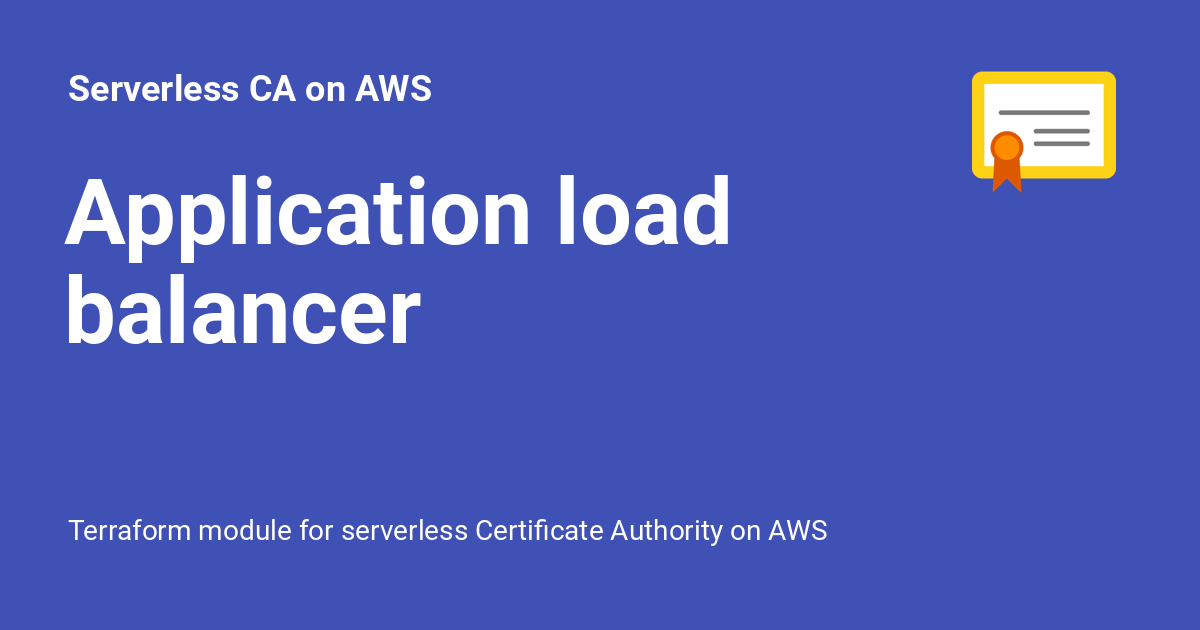 Serverless CA on AWS
Application load
balancer
Terraform module for serverless Certificate Authority on AWS